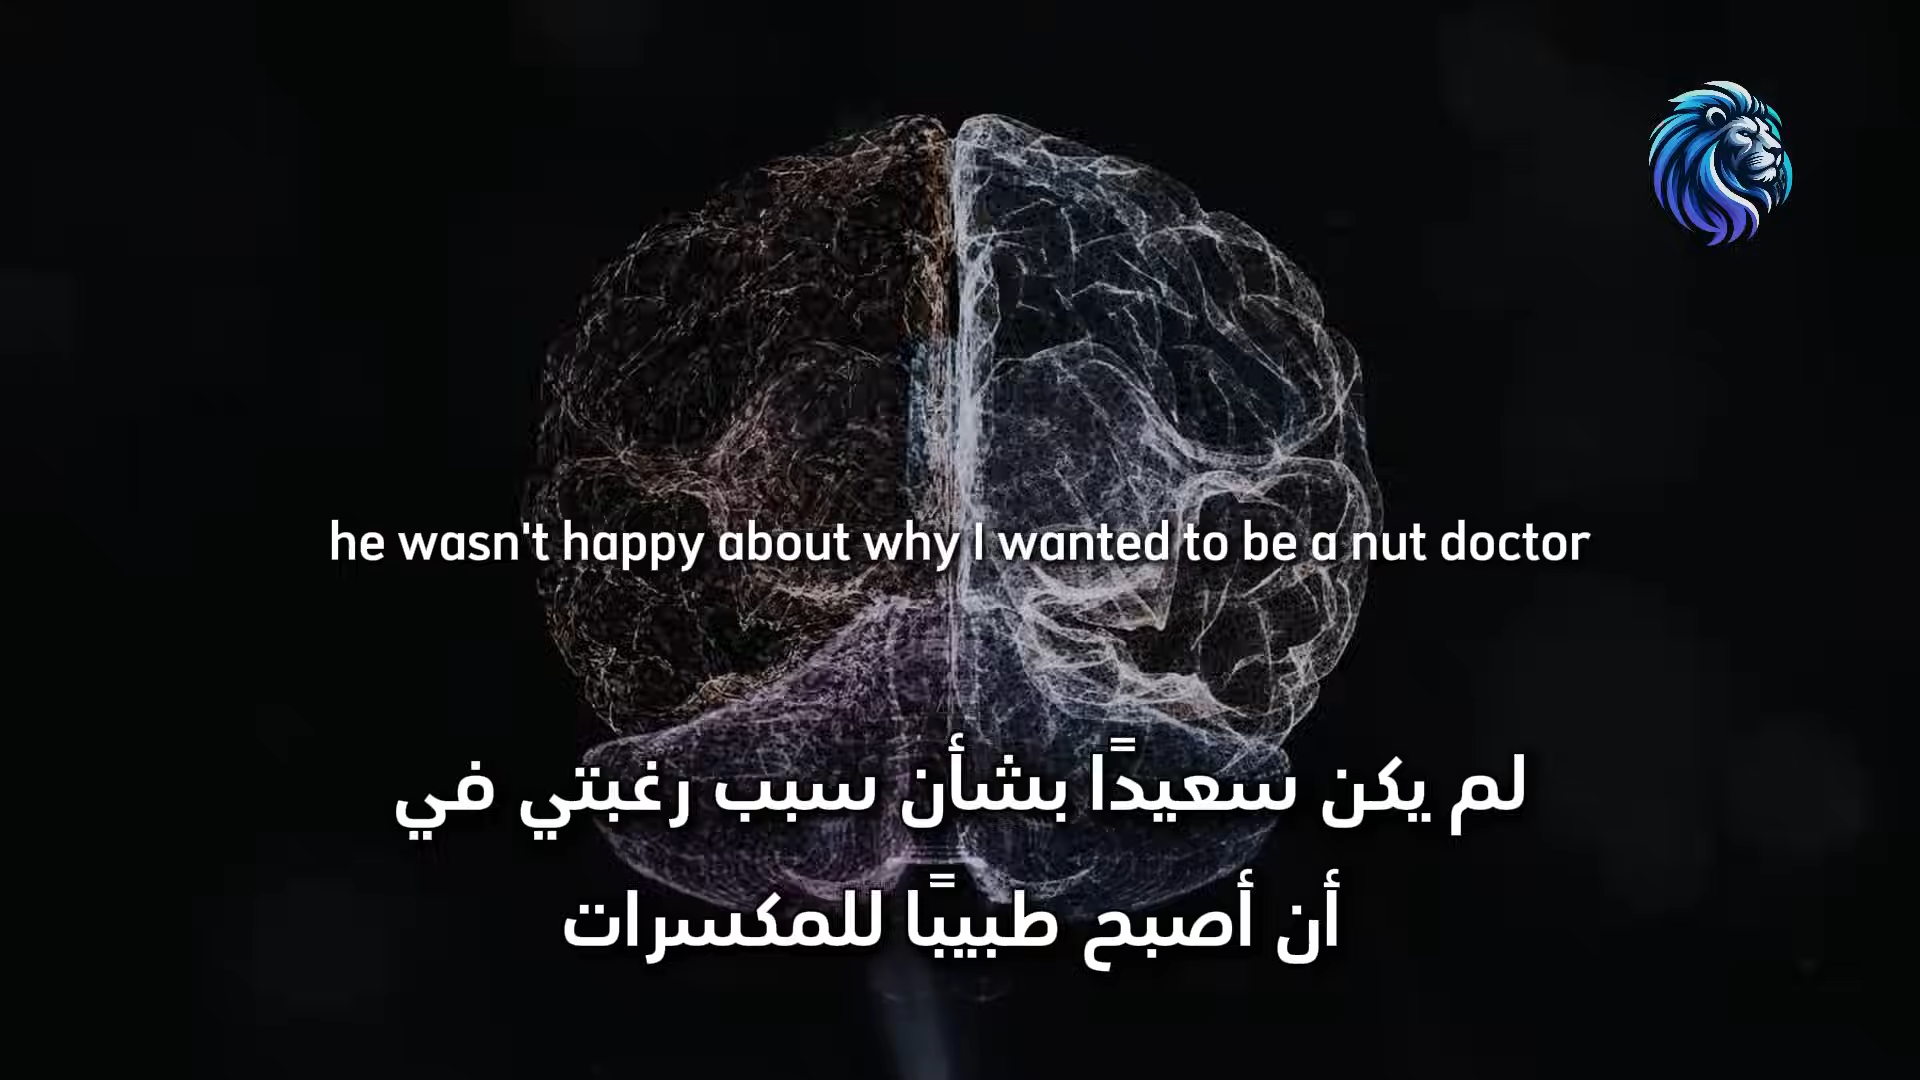 he wasn't happy about why I wanted to be a nut doctor
لم يكن سعيدًا بشأن سبب رغبتي في
أن أصبح طبيبًا للمكسرات